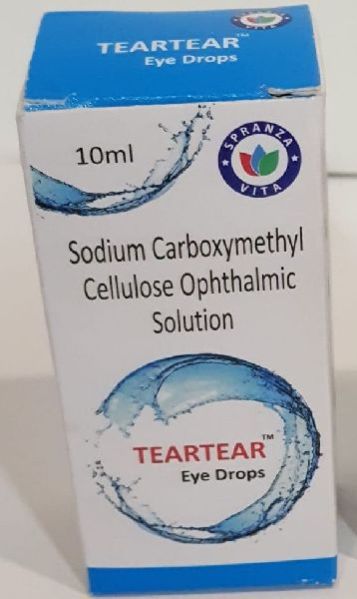 TEARTEAR™
Eye Drops
10ml
SPRANZA
VITA
Sodium Carboxymethyl
Cellulose Ophthalmic
Solution
TEARTEAR™
Eye Drops